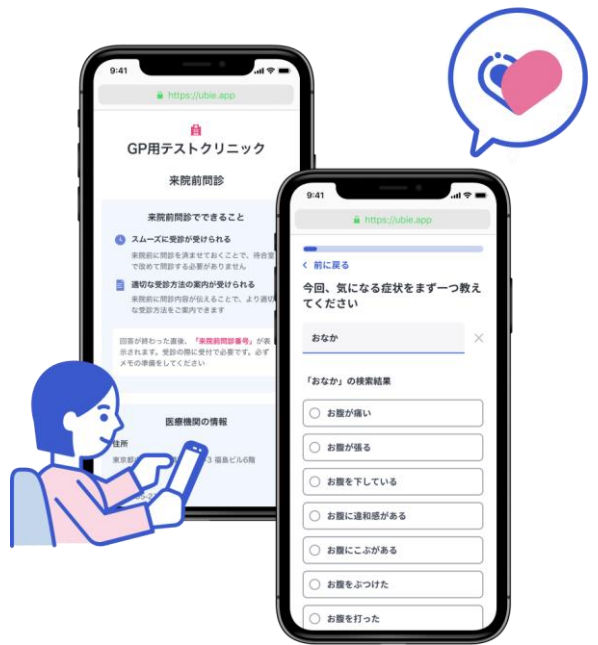 9:41
https://ubie.app
GP用テストクリニック
来院前問診
来院前問診でできること
スムーズに受診が受けられる
来院前に問診を済ませておくことで、待合室
で改めて問診する必要がありません
適切な受診方法の案内が受けられる
来院前に問診内容が伝えることで、より適切
な受診方法をご案内できます
回答が終わった直後、「来院前問診番号」が表
示されます。受診の際に受付で必要です。必ず
メモの準備をしてください
医療機関の情報
住所
東京都
3 福島ビル6階
9:41
https://ubie.app
前に戻る
今回、気になる症状をまず一つ教え
てください
おなか
「おなか」の検索結果
お腹が痛い
お腹が張る
お腹を下している
お腹に違和感がある
お腹にこぶがある
お腹をぶつけた
お腹を打った